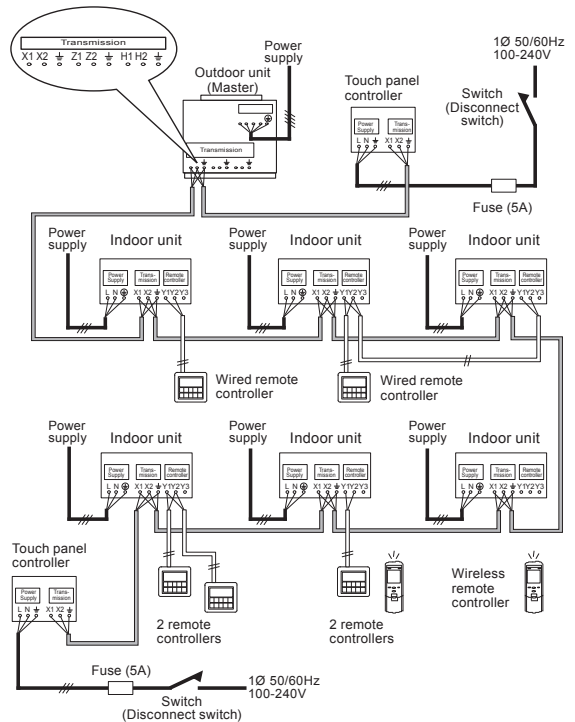 Transmission
X1 X2 ⏚ Z1 Z2 ⏚ H1 H2 ⏚
Power
supply
Outdoor unit
(Master)
Transmission
Touch panel
controller
Power
Supply
Trans-
mission
L N ⏚ X1 X2 ⏚
1Ø 50/60Hz
100-240V
Switch
(Disconnect
switch)
Fuse (5A)
Power
supply
Indoor unit
Power
Supply
Trans-
mission
Remote
controller
L N X1 X2 ⏚ Y1Y2Y3
Wired remote
controller
Power
supply
Indoor unit
Power
Supply
Trans-
mission
Remote
controller
L N X1 X2 ⏚ Y1Y2Y3
Wired remote
controller
Power
supply
Indoor unit
Power
Supply
Trans-
mission
Remote
controller
L N X1 X2 ⏚ Y1Y2Y3
Power
supply
Indoor unit
Power
Supply
Trans-
mission
Remote
controller
L N X1 X2 ⏚ Y1Y2Y3
2 remote
controllers
Power
supply
Indoor unit
Power
Supply
Trans-
mission
Remote
controller
L N X1 X2 ⏚ Y1Y2Y3
2 remote
controllers
Power
supply
Indoor unit
Power
Supply
Trans-
mission
Remote
controller
L N X1 X2 ⏚ Y1Y2Y3
Wireless
remote
controller
Touch panel
controller
Power
Supply
Trans-
mission
L N ⏚ X1 X2 ⏚
Fuse (5A)
Switch
(Disconnect switch)
1Ø 50/60Hz
100-240V